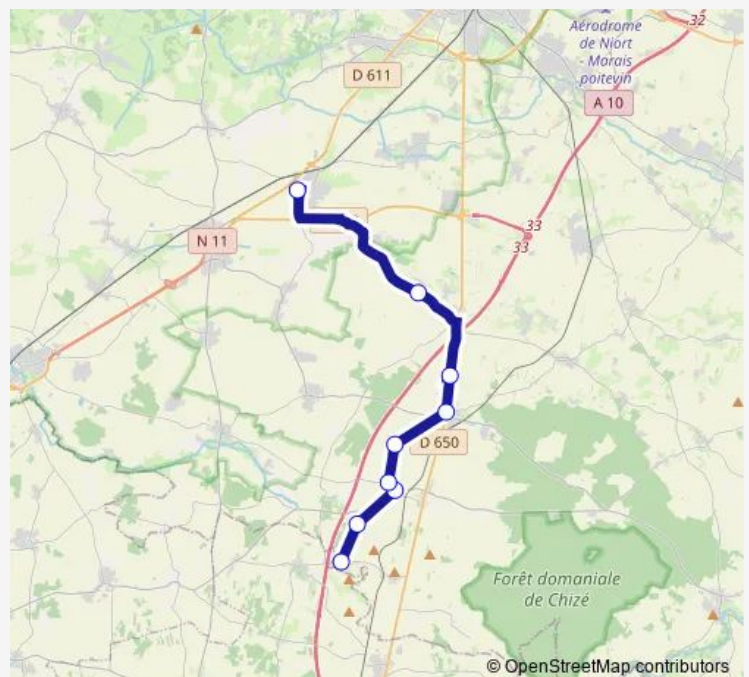 32
Aérodrome
de Niort
- Marais
poitevin
D 611
A 10
33
N 11
33
D 650
Forêt domaniale
de Chizé
© OpenStreetMap contributors